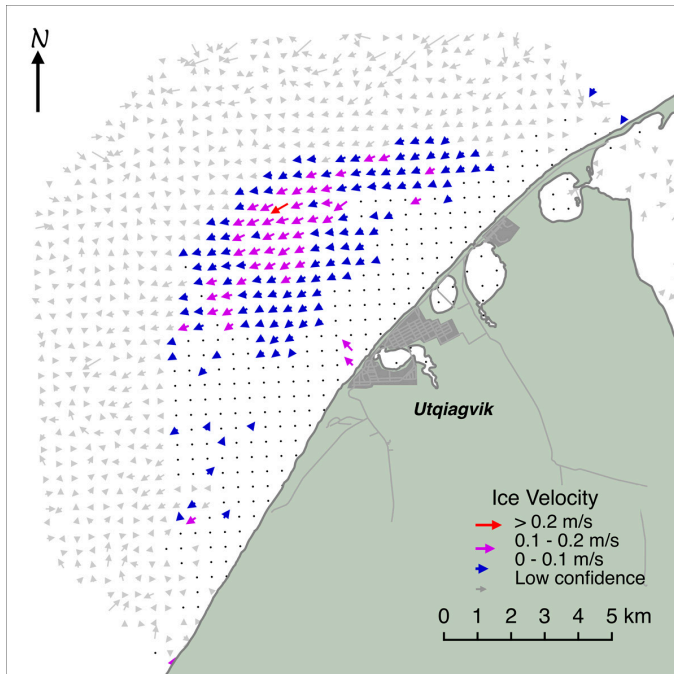 N
Utqiagvik
Ice Velocity
> 0.2 m/s
0.1 - 0.2 m/s
0 - 0.1 m/s
Low confidence
0 1 2 3 4 5 km